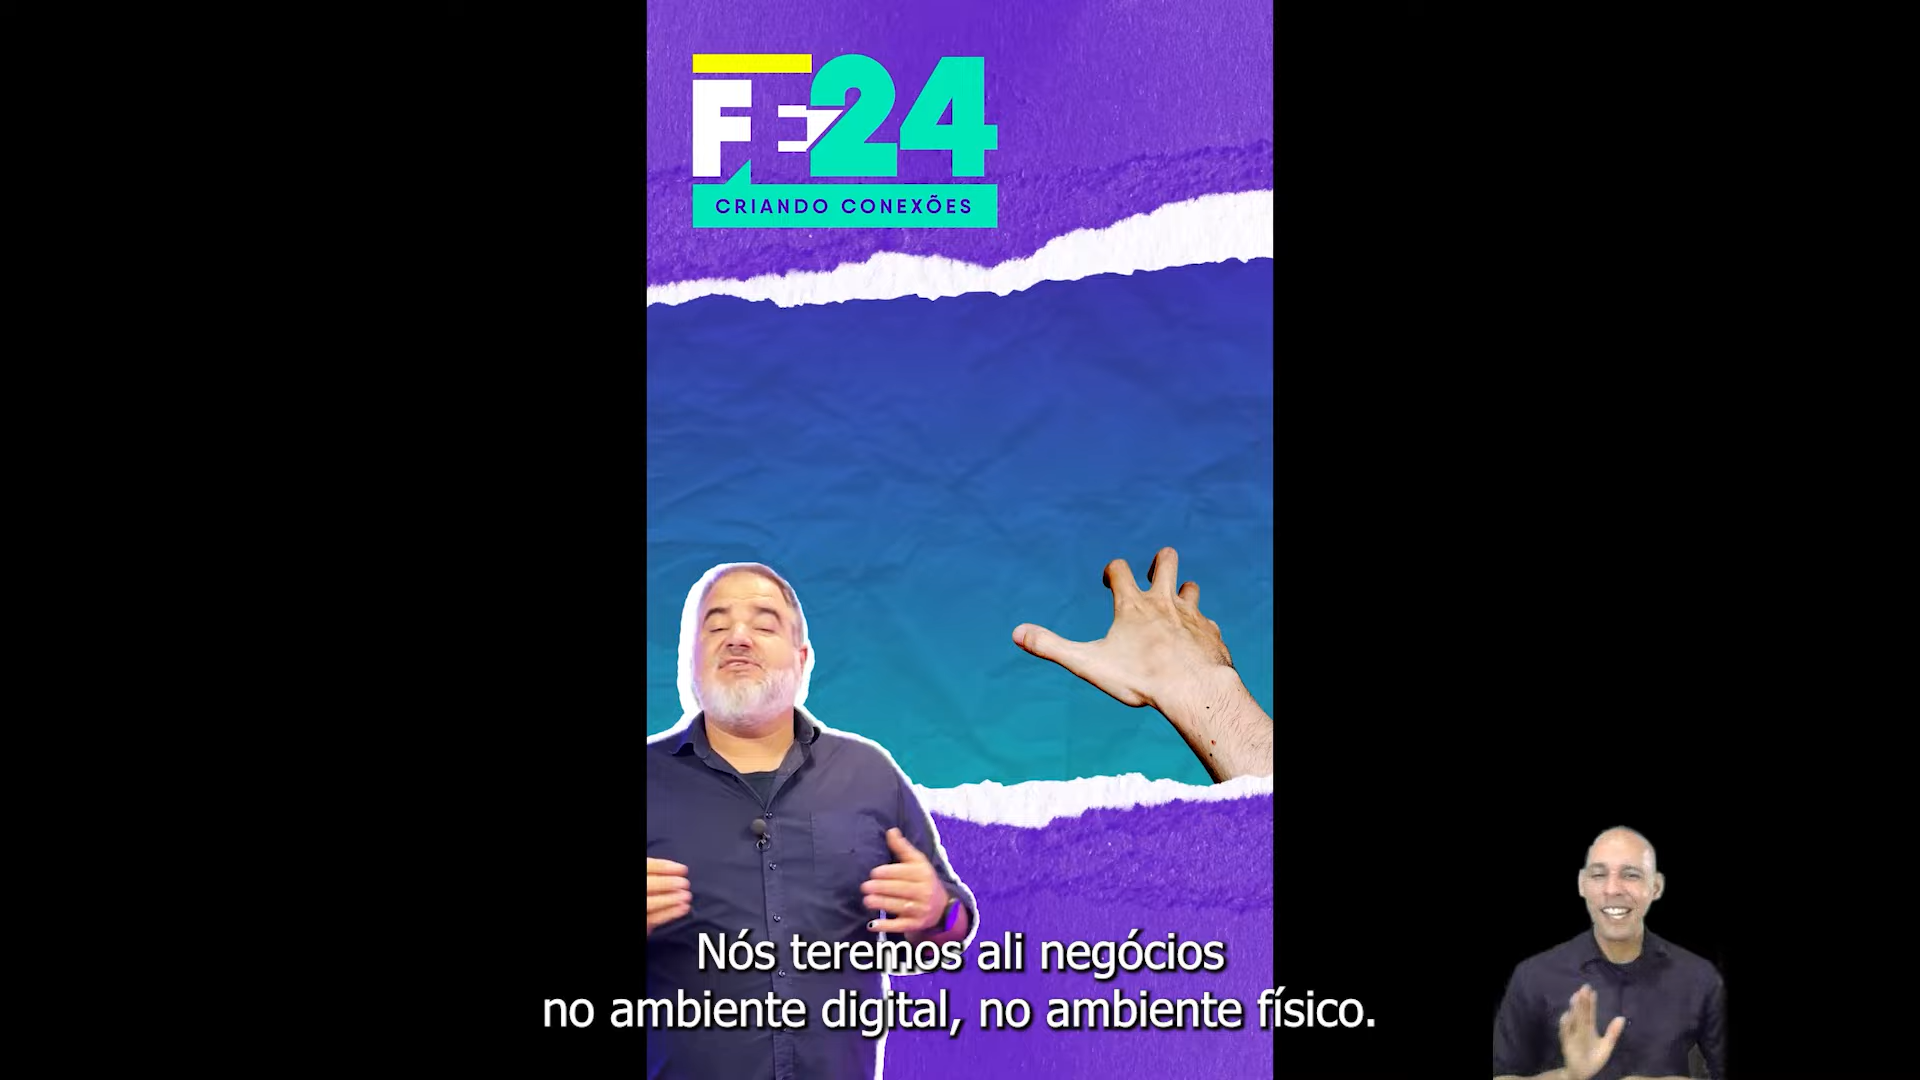 FE24
CRIANDO CONEXÕES
Nós teremos ali negócios
no ambiente digital, no ambiente físico.